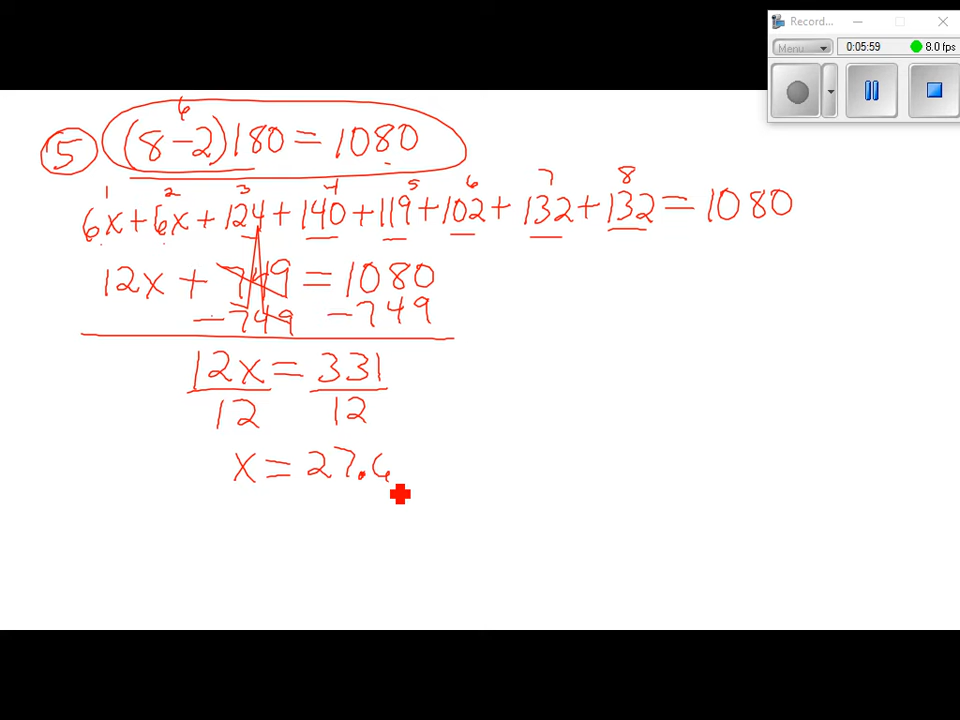 Record...
Menu 0:05:59 8.0 fps
6
5 (8-2)180=1080
1 2 3 4 5 6 7 8
6x+6x+124+140+119+102+132+132=1080
12x+749=1080
-749 -749
12x=331
12 12
x=27.6